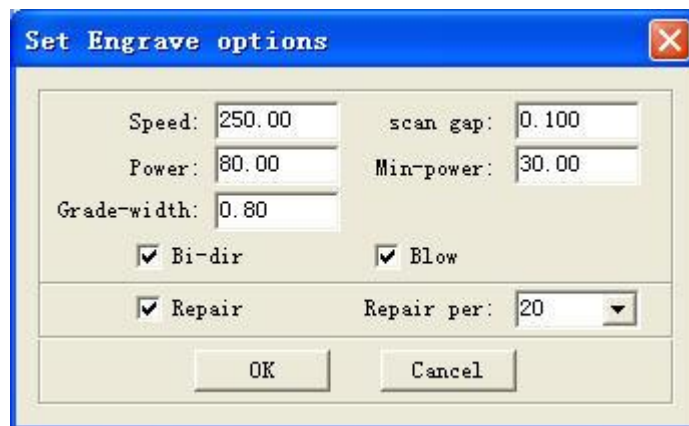 Set Engrave options
Speed: 250.00 scan gap: 0.100
Power: 80.00 Min-power: 30.00
Grade-width: 0.80
Bi-dir Blow
Repair Repair per: 20
OK Cancel